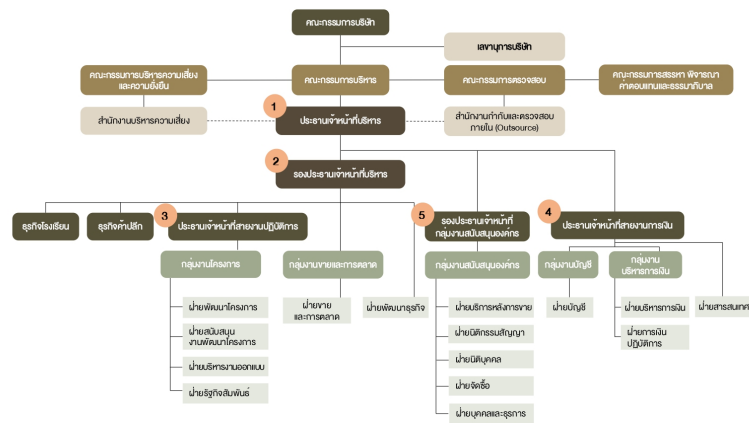 คณะกรรมการบริษัท
เลขานุการบริษัท
คณะกรรมการบริหารความเสี่ยง
และความยั่งยืน
คณะกรรมการบริหาร
คณะกรรมการตรวจสอบ
คณะกรรมการสรรหา พิจารณา
ค่าตอบแทนและธรรมาภิบาล
สำนักงานบริหารความเสี่ยง
1
ประธานเจ้าหน้าที่บริหาร
สำนักงานกำกับและตรวจสอบ
ภายใน (Outsource)
2
รองประธานเจ้าหน้าที่บริหาร
ธุรกิจโรงเรียน
ธุรกิจค้าปลีก
3
ประธานเจ้าหน้าที่สายงานปฏิบัติการ
5
รองประธานเจ้าหน้าที่
กลุ่มงานสนับสนุนองค์กร
4
ประธานเจ้าหน้าที่สายงานการเงิน
กลุ่มงานโครงการ
กลุ่มงานขายและการตลาด
กลุ่มงานสนับสนุนองค์กร
กลุ่มงานบัญชี
กลุ่มงาน
บริหารการเงิน
ฝ่ายพัฒนาโครงการ
ฝ่ายสนับสนุน
งานพัฒนาโครงการ
ฝ่ายบริหารงานออกแบบ
ฝ่ายรัฐกิจสัมพันธ์
ฝ่ายขาย
และการตลาด
ฝ่ายพัฒนาธุรกิจ
ฝ่ายบริการหลังการขาย
ฝ่ายนิติกรรมสัญญา
ฝ่ายนิติบุคคล
ฝ่ายจัดซื้อ
ฝ่ายบุคคลและธุรการ
ฝ่ายบัญชี
ฝ่ายบริหารการเงิน
ฝ่ายการเงิน
ปฏิบัติการ
ฝ่ายสารสนเทศ